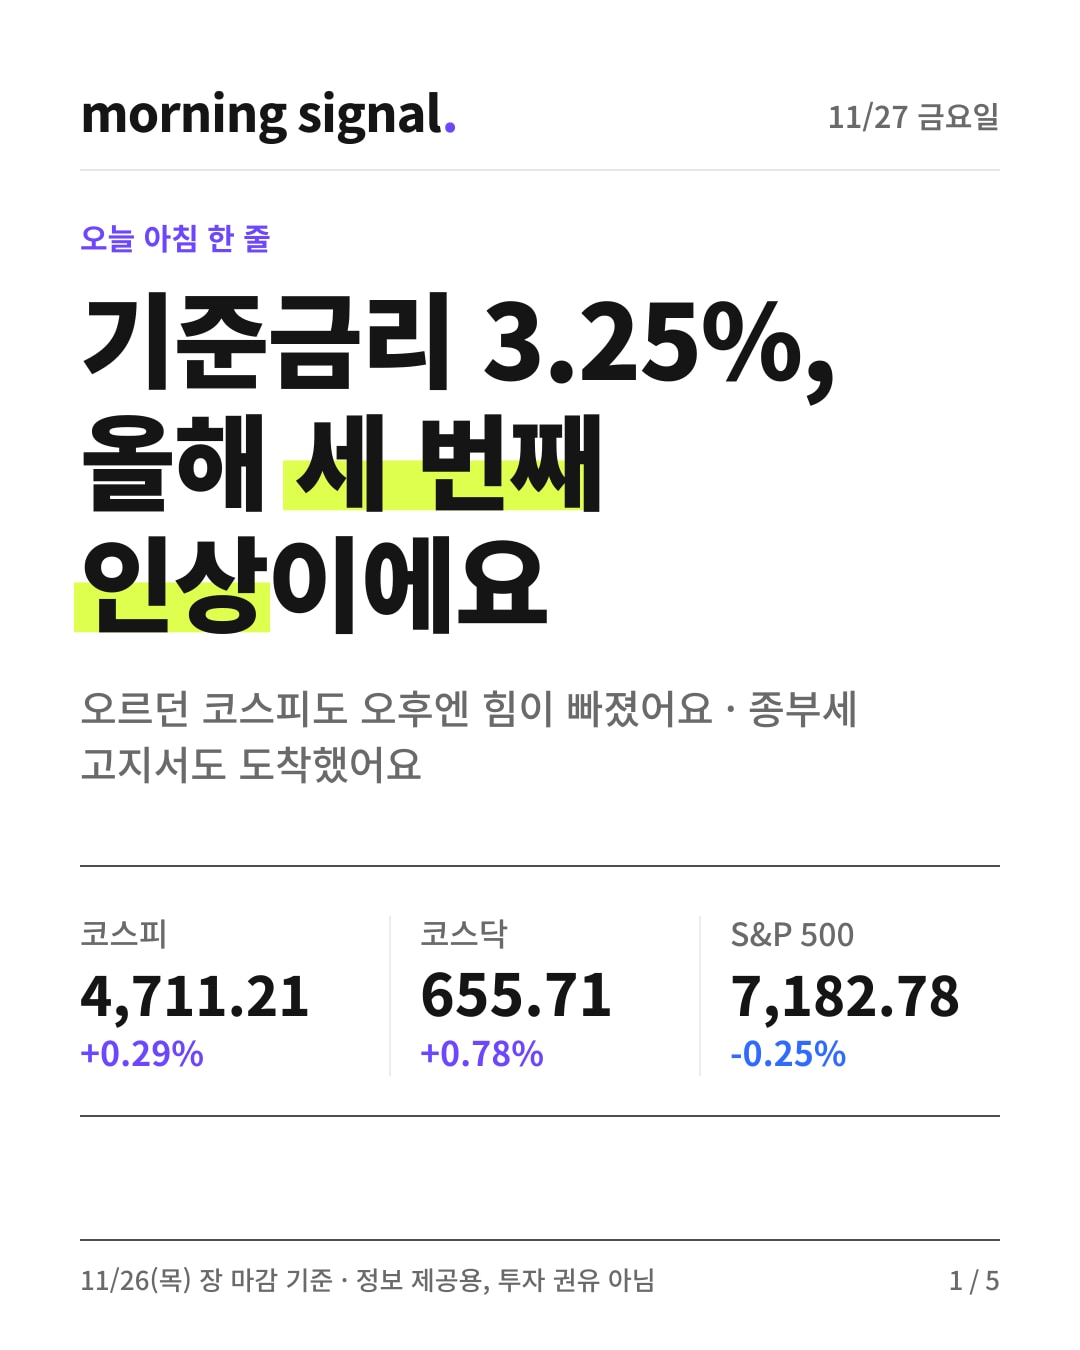 morning signal.
11/27 금요일
오늘 아침 한 줄
기준금리 3.25%,
올해 세 번째
인상이에요
오르던 코스피도 오후엔 힘이 빠졌어요 · 종부세
고지서도 도착했어요
코스피
4,711.21
+0.29%
코스닥
655.71
+0.78%
S&P 500
7,182.78
-0.25%
11/26(목) 장 마감 기준 · 정보 제공용, 투자 권유 아님
1 / 5